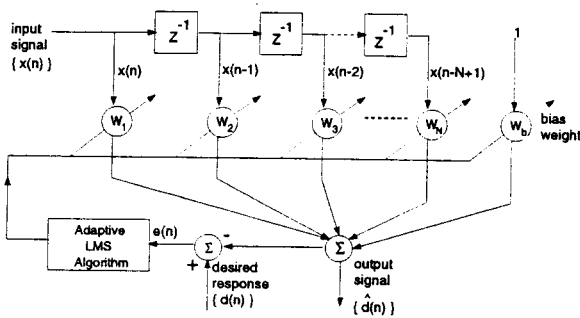 input
signal
{ x(n) }
z⁻¹
z⁻¹
z⁻¹
1
x(n)
x(n-1)
x(n-2)
x(n-N+1)
W₁
W₂
W₃
W_N
W_b
bias
weight
Adaptive
LMS
Algorithm
e(n)
Σ
-
+
desired
response
{ d(n) }
Σ
output
signal
{ d̂(n) }